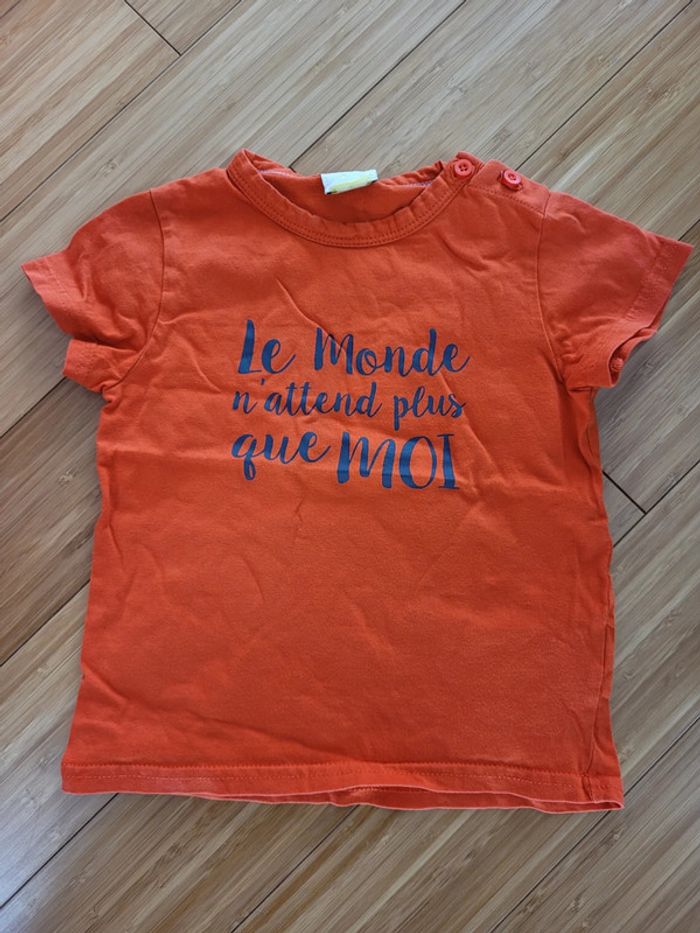 Le Monde
n'attend plus
que MOI